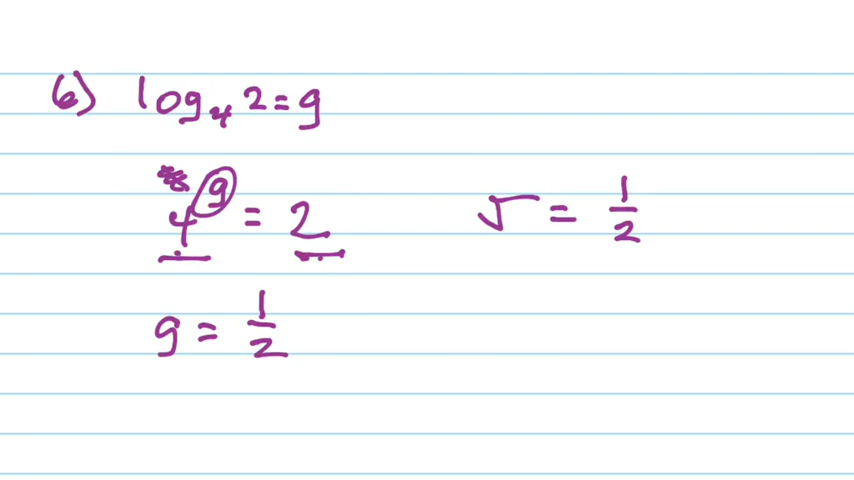 6) log₄ 2 = g
4^g = 2
√ = 1/2
g = 1/2